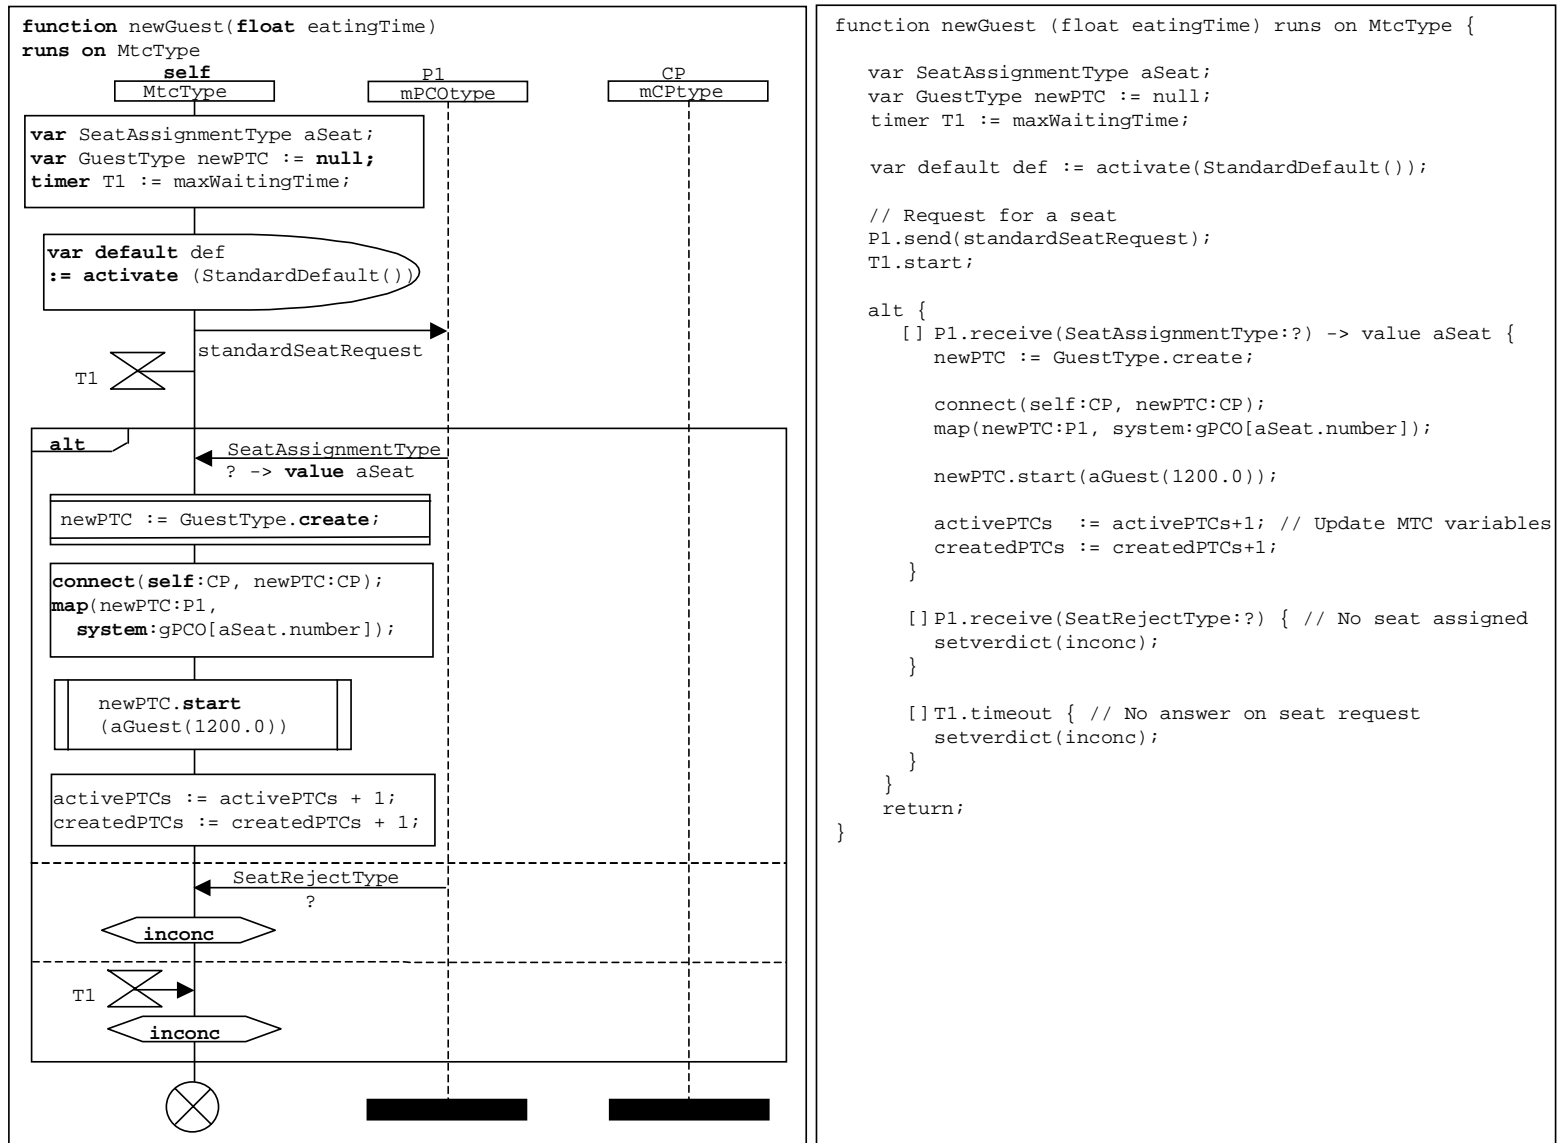 function newGuest(float eatingTime)
runs on MtcType
self
MtcType
P1
mPCOtype
CP
mCPtype
var SeatAssignmentType aSeat;
var GuestType newPTC := null;
timer T1 := maxWaitingTime;
var default def
:= activate (StandardDefault())
standardSeatRequest
T1
alt
SeatAssignmentType
? -> value aSeat
newPTC := GuestType.create;
connect(self:CP, newPTC:CP);
map(newPTC:P1,
system:gPCO[aSeat.number]);
newPTC.start
(aGuest(1200.0))
activePTCs := activePTCs + 1;
createdPTCs := createdPTCs + 1;
SeatRejectType
?
inconc
T1
inconc
function newGuest (float eatingTime) runs on MtcType {
var SeatAssignmentType aSeat;
var GuestType newPTC := null;
timer T1 := maxWaitingTime;
var default def := activate(StandardDefault());
// Request for a seat
P1.send(standardSeatRequest);
T1.start;
alt {
[] P1.receive(SeatAssignmentType:?) -> value aSeat {
newPTC := GuestType.create;
connect(self:CP, newPTC:CP);
map(newPTC:P1, system:gPCO[aSeat.number]);
newPTC.start(aGuest(1200.0));
activePTCs := activePTCs+1; // Update MTC variables
createdPTCs := createdPTCs+1;
}
[] P1.receive(SeatRejectType:?) { // No seat assigned
setverdict(inconc);
}
[] T1.timeout { // No answer on seat request
setverdict(inconc);
}
}
return;
}